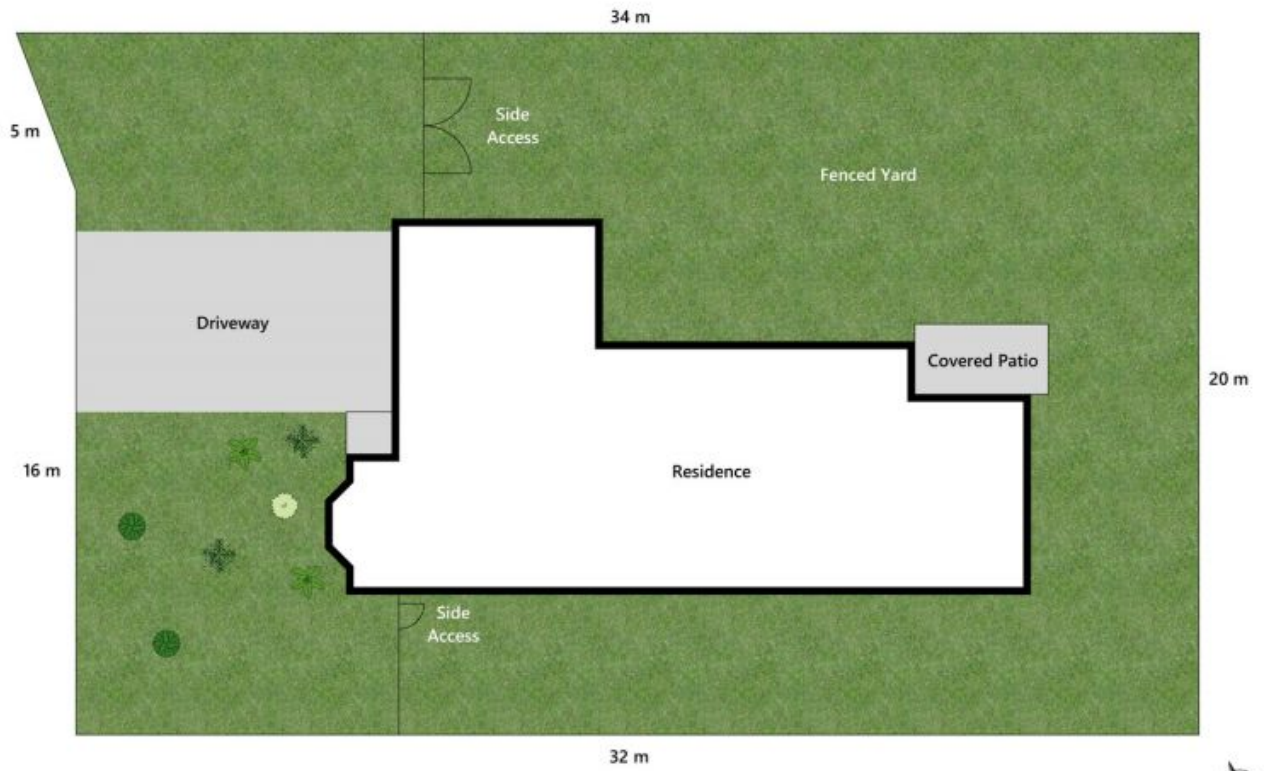 34 m
Side
Access
5 m
Fenced Yard
Driveway
Covered Patio
20 m
16 m
Residence
Side
Access
32 m